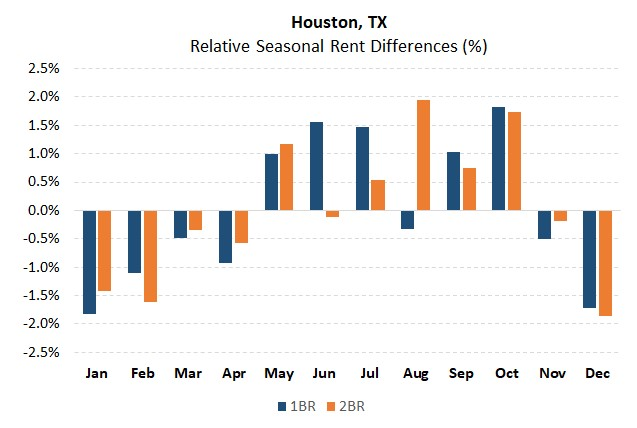 Houston, TX
Relative Seasonal Rent Differences (%)
2.5%
2.0%
1.5%
1.0%
0.5%
0.0%
-0.5%
-1.0%
-1.5%
-2.0%
-2.5%
Jan Feb Mar Apr May Jun Jul Aug Sep Oct Nov Dec
1BR 2BR